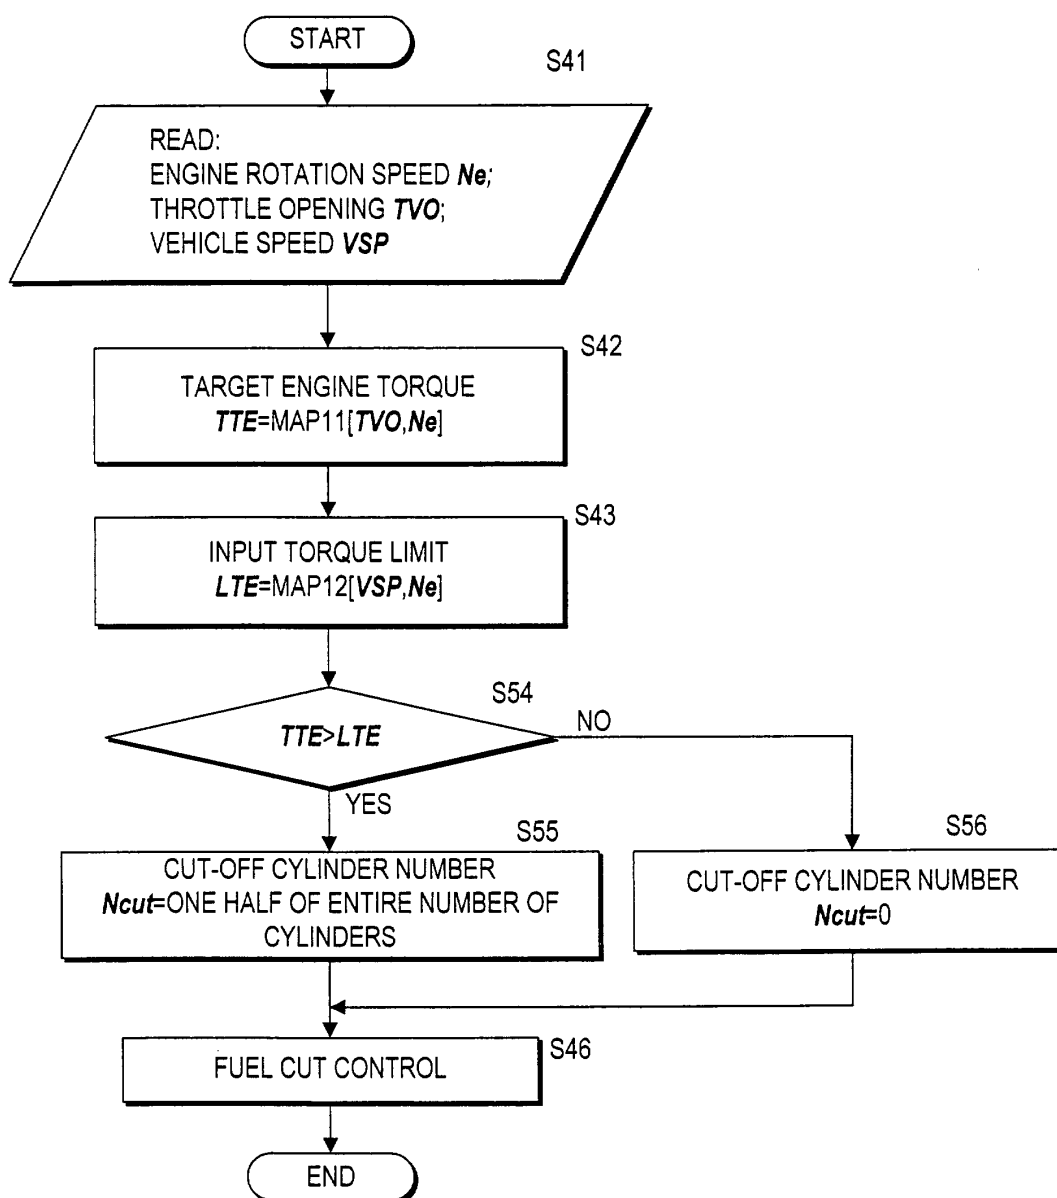 START
S41
READ:
ENGINE ROTATION SPEED Ne;
THROTTLE OPENING TVO;
VEHICLE SPEED VSP
S42
TARGET ENGINE TORQUE
TTE=MAP11[TVO,Ne]
S43
INPUT TORQUE LIMIT
LTE=MAP12[VSP,Ne]
S54
TTE>LTE
NO
YES
S55
CUT-OFF CYLINDER NUMBER
Ncut=ONE HALF OF ENTIRE NUMBER OF
CYLINDERS
S56
CUT-OFF CYLINDER NUMBER
Ncut=0
S46
FUEL CUT CONTROL
END